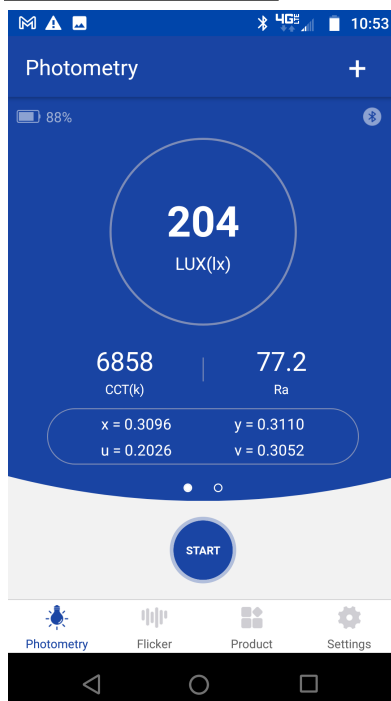 4G 10:53
Photometry +
88%
204
LUX(lx)
6858 77.2
CCT(k) Ra
x = 0.3096 y = 0.3110
u = 0.2026 v = 0.3052
START
Photometry Flicker Product Settings